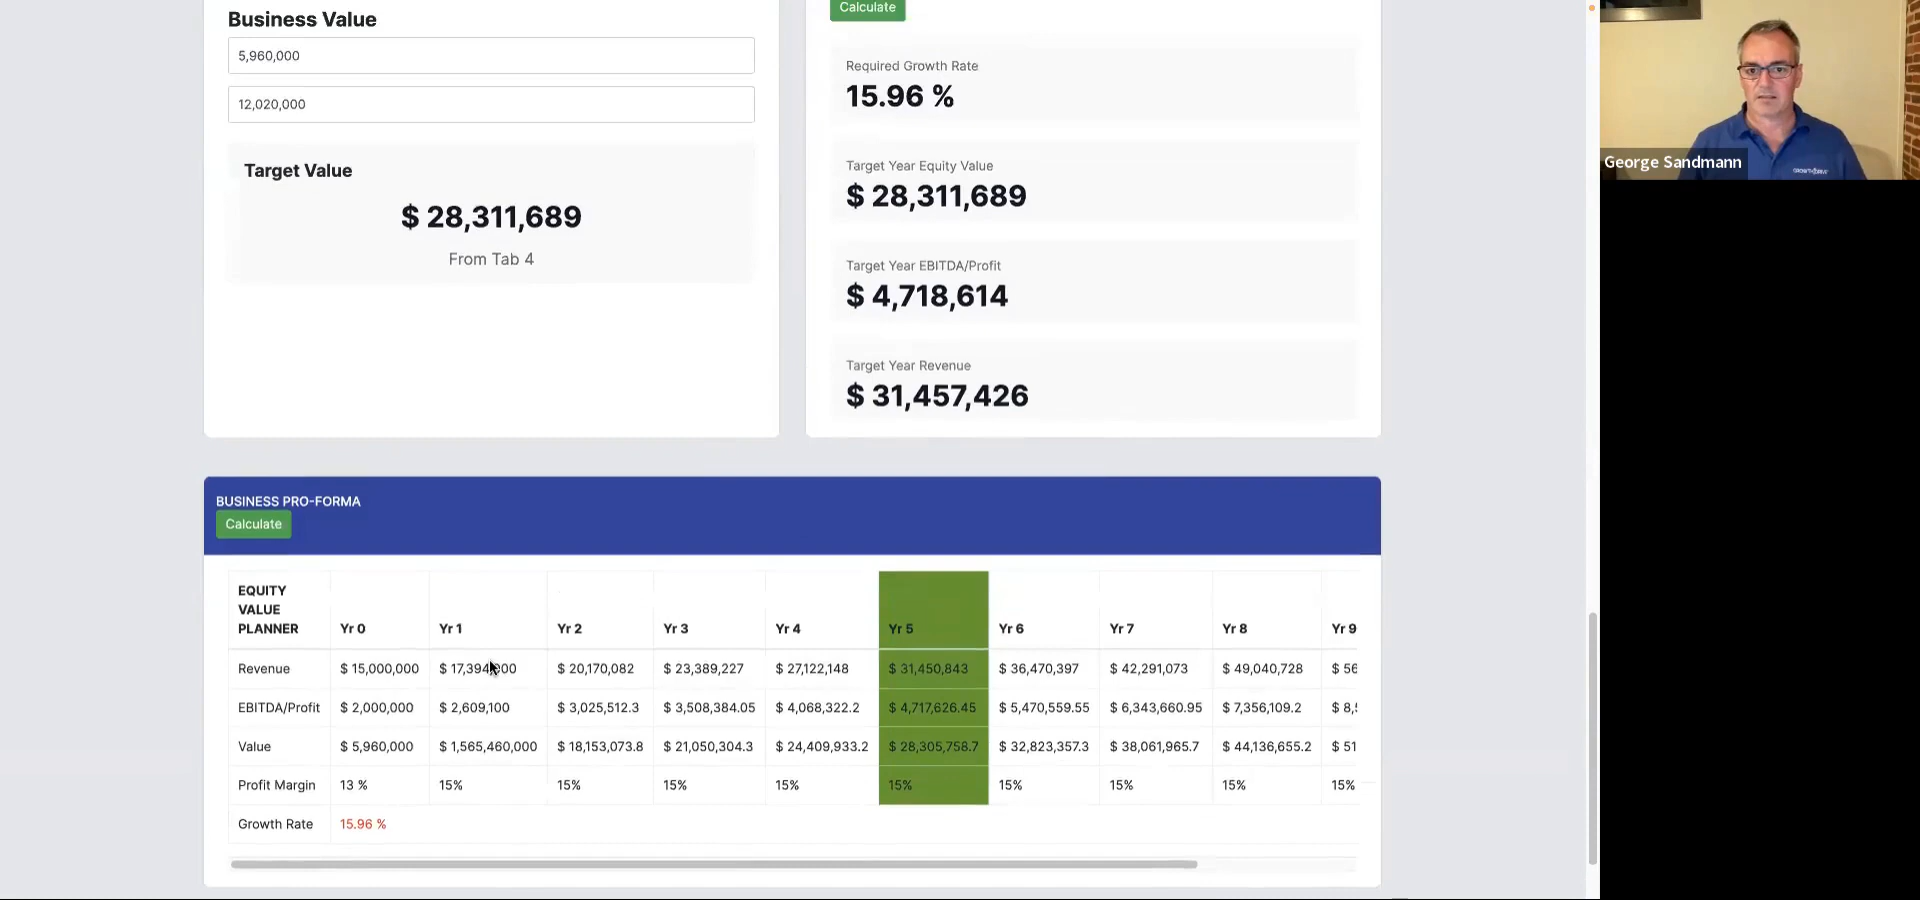 Business Value
5,960,000
12,020,000
Target Value
$ 28,311,689
From Tab 4
Calculate
Required Growth Rate
15.96 %
Target Year Equity Value
$ 28,311,689
Target Year EBITDA/Profit
$ 4,718,614
Target Year Revenue
$ 31,457,426
George Sandmann
BUSINESS PRO-FORMA
Calculate
EQUITY
VALUE
PLANNER Yr 0 Yr 1 Yr 2 Yr 3 Yr 4 Yr 5 Yr 6 Yr 7 Yr 8 Yr 9
Revenue $ 15,000,000 $ 17,394,000 $ 20,170,082 $ 23,389,227 $ 27,122,148 $ 31,450,843 $ 36,470,397 $ 42,291,073 $ 49,040,728 $ 56
EBITDA/Profit $ 2,000,000 $ 2,609,100 $ 3,025,512.3 $ 3,508,384.05 $ 4,068,322.2 $ 4,717,626.45 $ 5,470,559.55 $ 6,343,660.95 $ 7,356,109.2 $ 8,5
Value $ 5,960,000 $ 1,565,460,000 $ 18,153,073.8 $ 21,050,304.3 $ 24,409,933.2 $ 28,305,758.7 $ 32,823,357.3 $ 38,061,965.7 $ 44,136,655.2 $ 51
Profit Margin 13 % 15% 15% 15% 15% 15% 15% 15% 15% 15%
Growth Rate 15.96 %